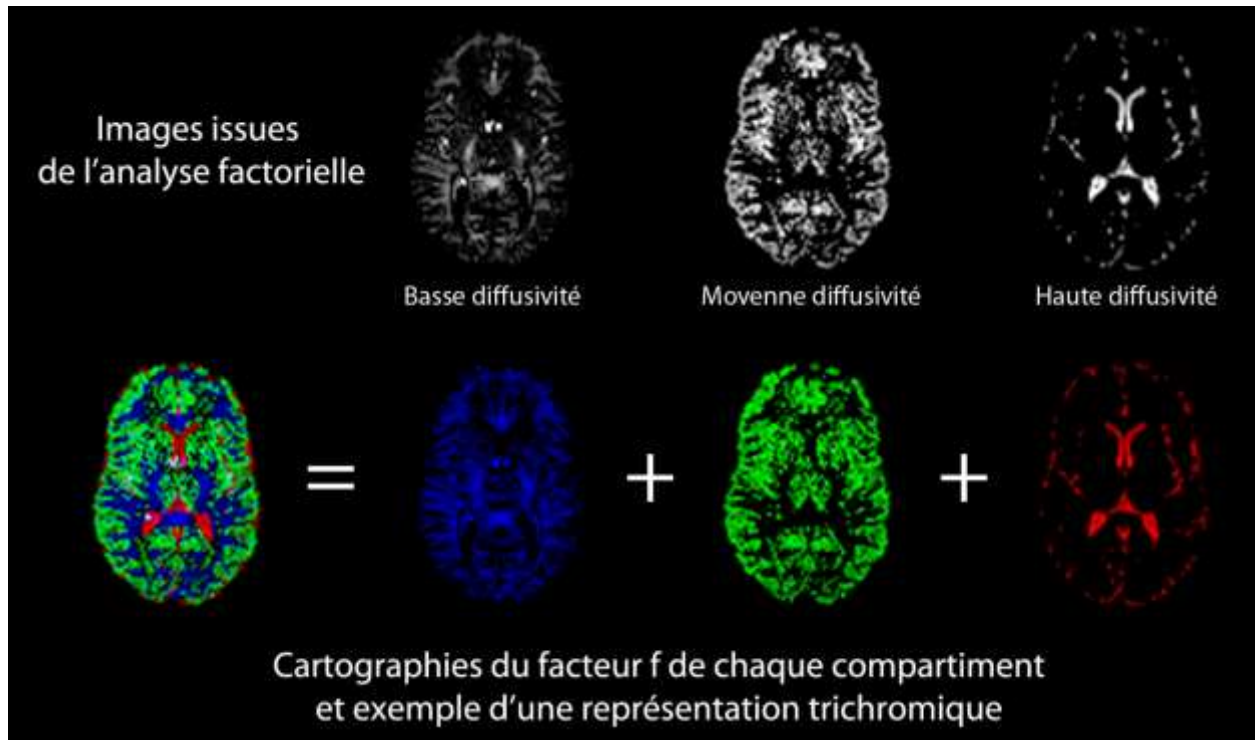 Images issues
de l'analyse factorielle
Basse diffusivité
Movenne diffusivité
Haute diffusivité
= + +
Cartographies du facteur f de chaque compartiment
et exemple d'une représentation trichromique